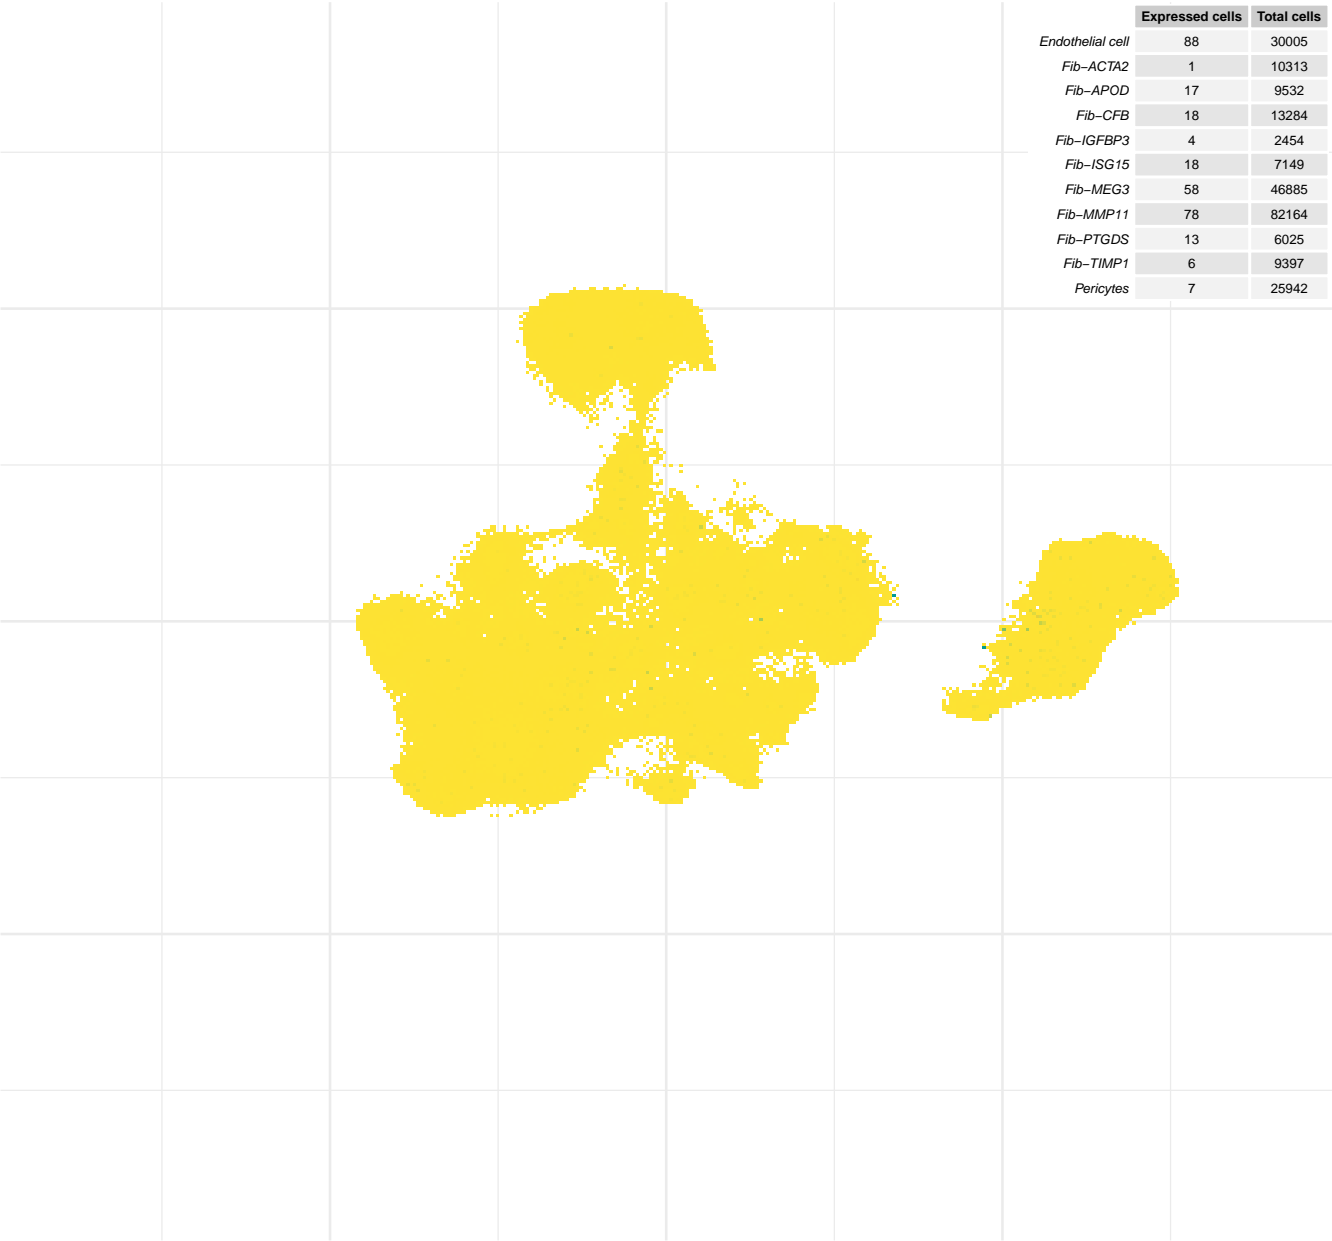 Expressed cells Total cells
Endothelial cell 88 30005
Fib−ACTA2 1 10313
Fib−APOD 17 9532
Fib−CFB 18 13284
Fib−IGFBP3 4 2454
Fib−ISG15 18 7149
Fib−MEG3 58 46885
Fib−MMP11 78 82164
Fib−PTGDS 13 6025
Fib−TIMP1 6 9397
Pericytes 7 25942